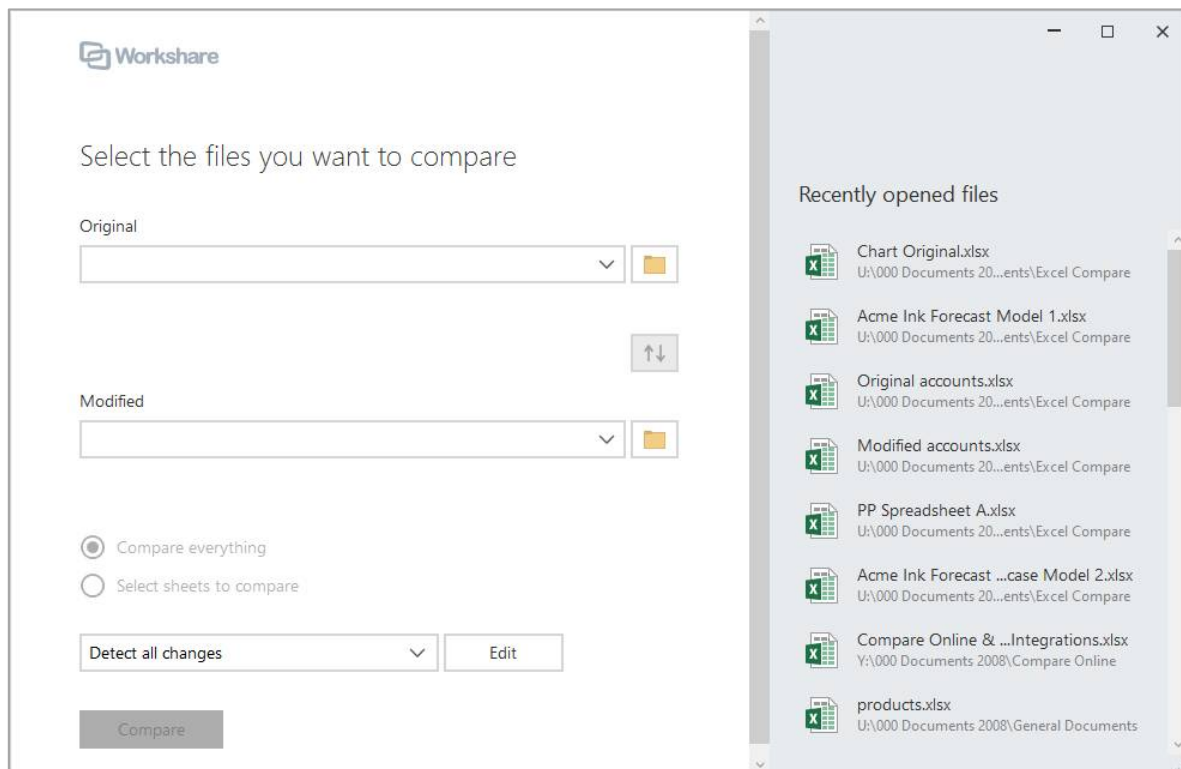 Workshare
Select the files you want to compare
Original
Modified
Compare everything
Select sheets to compare
Detect all changes
Edit
Compare
Recently opened files
Chart Original.xlsx
U:\000 Documents 20...ents\Excel Compare
Acme Ink Forecast Model 1.xlsx
U:\000 Documents 20...ents\Excel Compare
Original accounts.xlsx
U:\000 Documents 20...ents\Excel Compare
Modified accounts.xlsx
U:\000 Documents 20...ents\Excel Compare
PP Spreadsheet A.xlsx
U:\000 Documents 20...ents\Excel Compare
Acme Ink Forecast ...case Model 2.xlsx
U:\000 Documents 20...ents\Excel Compare
Compare Online & ...Integrations.xlsx
Y:\000 Documents 2008\Compare Online
products.xlsx
U:\000 Documents 2008\General Documents